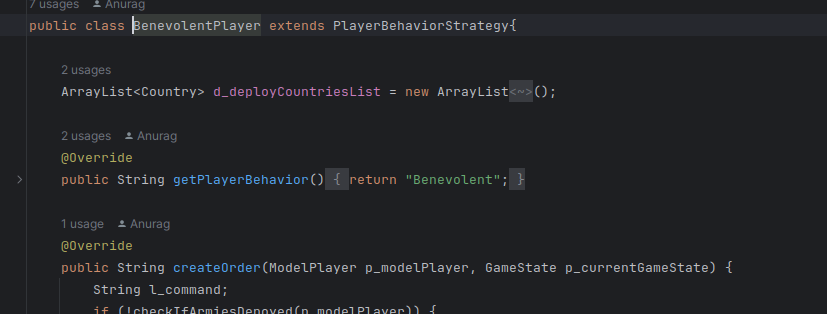 7 usages Anurag
public class BenevolentPlayer extends PlayerBehaviorStrategy{
2 usages
ArrayList<Country> d_deployCountriesList = new ArrayList<~>();
2 usages Anurag
@Override
public String getPlayerBehavior() { return "Benevolent"; }
1 usage Anurag
@Override
public String createOrder(ModelPlayer p_modelPlayer, GameState p_currentGameState) {
String l_command;
if (!checkIfArmiesDepoyed(p_modelPlayer)) {